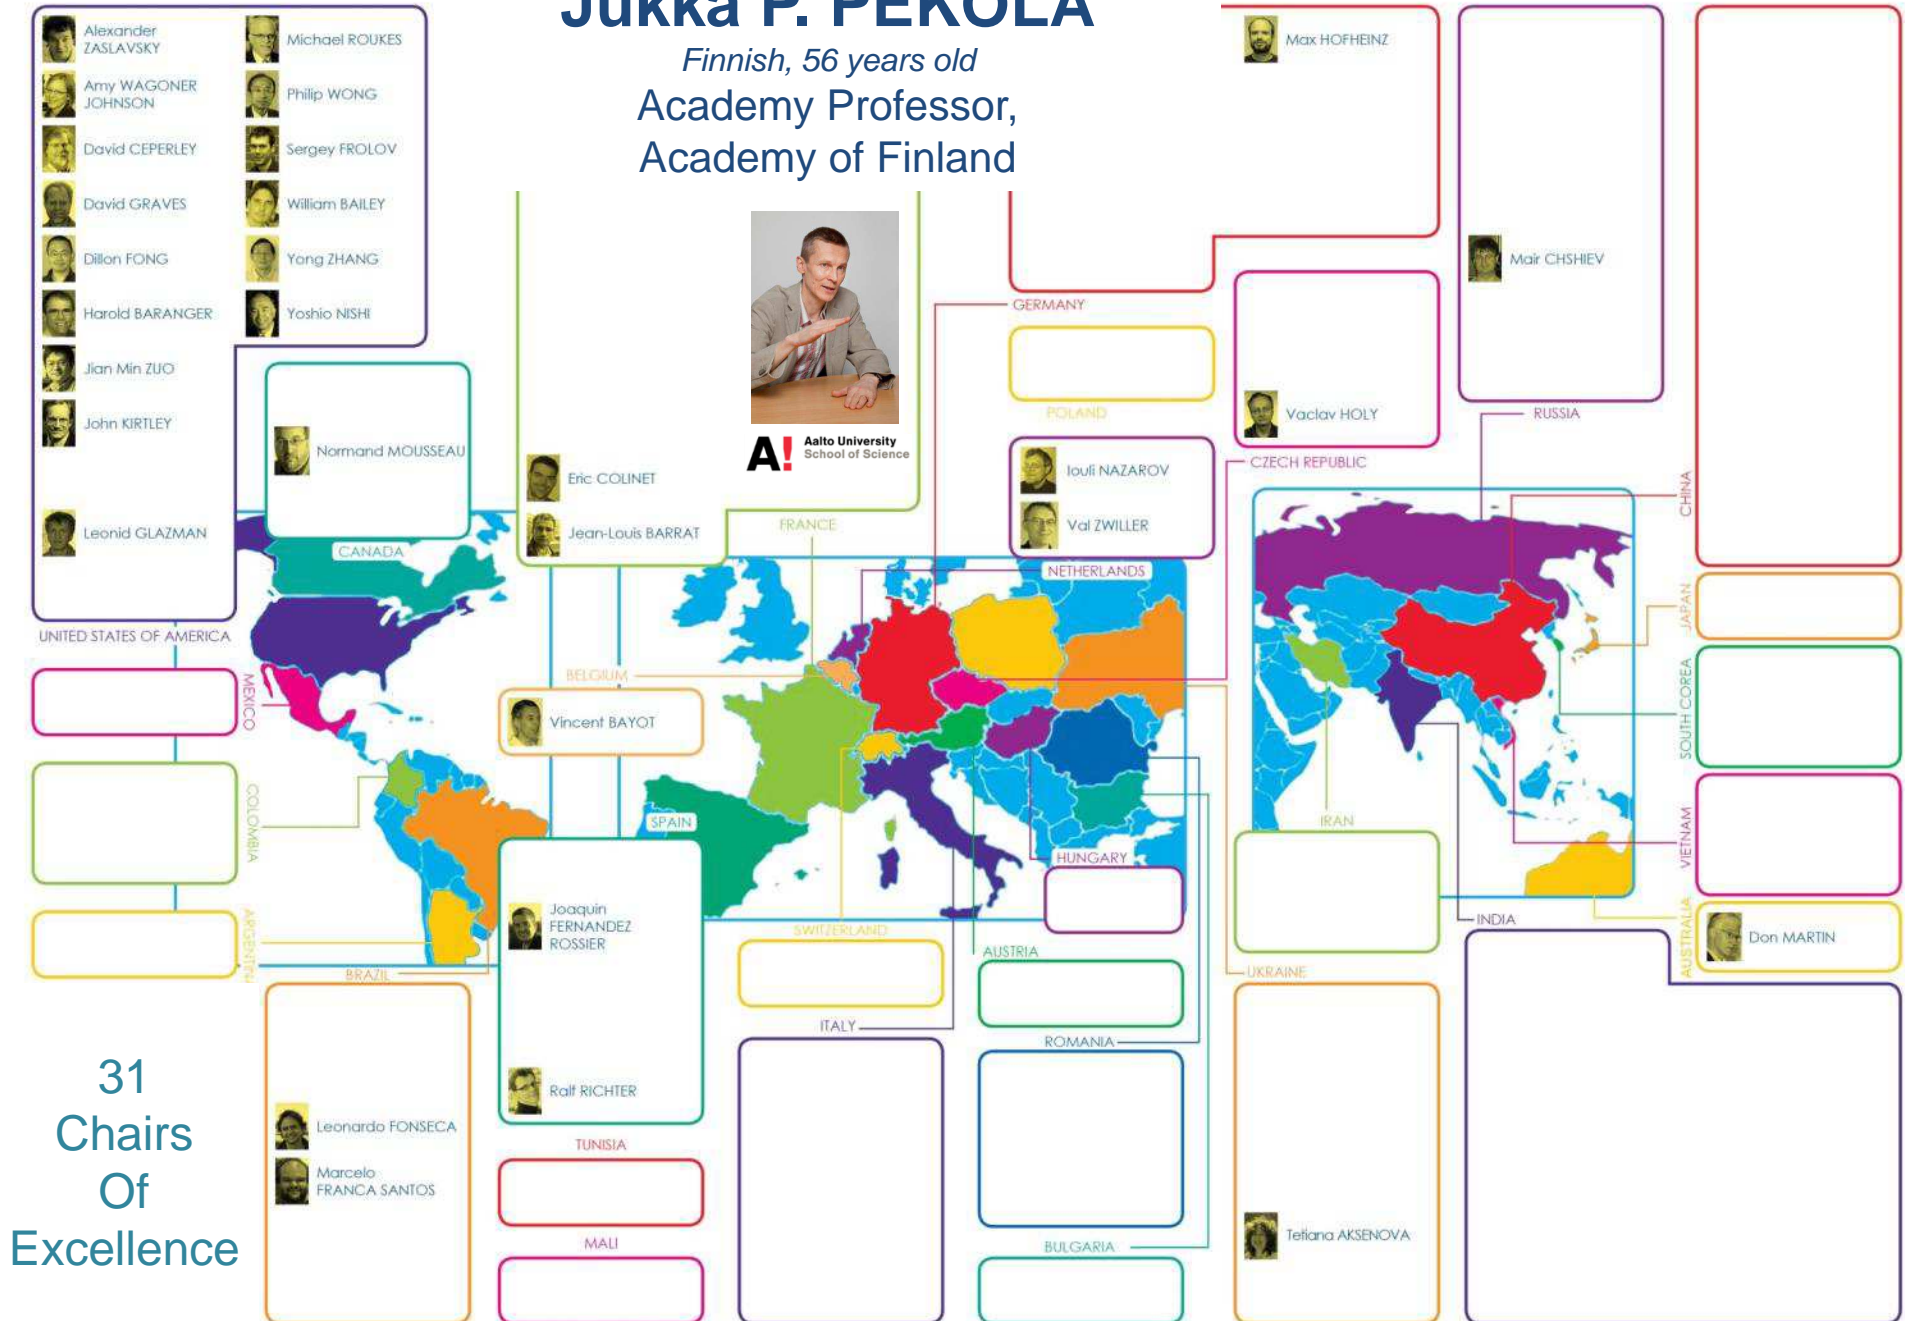 Jukka P. PEKOLA
Finnish, 56 years old
Academy Professor,
Academy of Finland
Alexander
ZASLAVSKY
Amy WAGONER
JOHNSON
David CEPERLEY
David GRAVES
Dillon FONG
Harold BARANGER
Jian Min ZUO
John KIRTLEY
Leonid GLAZMAN
Michael ROUKES
Philip WONG
Sergey FROLOV
William BAILEY
Yong ZHANG
Yoshio NISHI
UNITED STATES OF AMERICA
Normand MOUSSEAU
CANADA
MEXICO
COLOMBIA
ARGENTINE
BRAZIL
Leonardo FONSECA
Marcelo
FRANCA SANTOS
31
Chairs
Of
Excellence
A! Aalto University
School of Science
Eric COLINET
Jean-Louis BARRAT
FRANCE
BELGIUM
Vincent BAYOT
SPAIN
Joaquin
FERNANDEZ
ROSSIER
Ralf RICHTER
TUNISIA
MALI
Max HOFHEINZ
GERMANY
POLAND
Iouli NAZAROV
Val ZWILLER
NETHERLANDS
Vaclav HOLY
CZECH REPUBLIC
HUNGARY
SWITZERLAND
AUSTRIA
ITALY
ROMANIA
BULGARIA
UKRAINE
Tetiana AKSENOVA
Mair CHSHIEV
RUSSIA
CHINA
JAPAN
SOUTH COREA
VIETNAM
IRAN
INDIA
AUSTRALIA
Don MARTIN